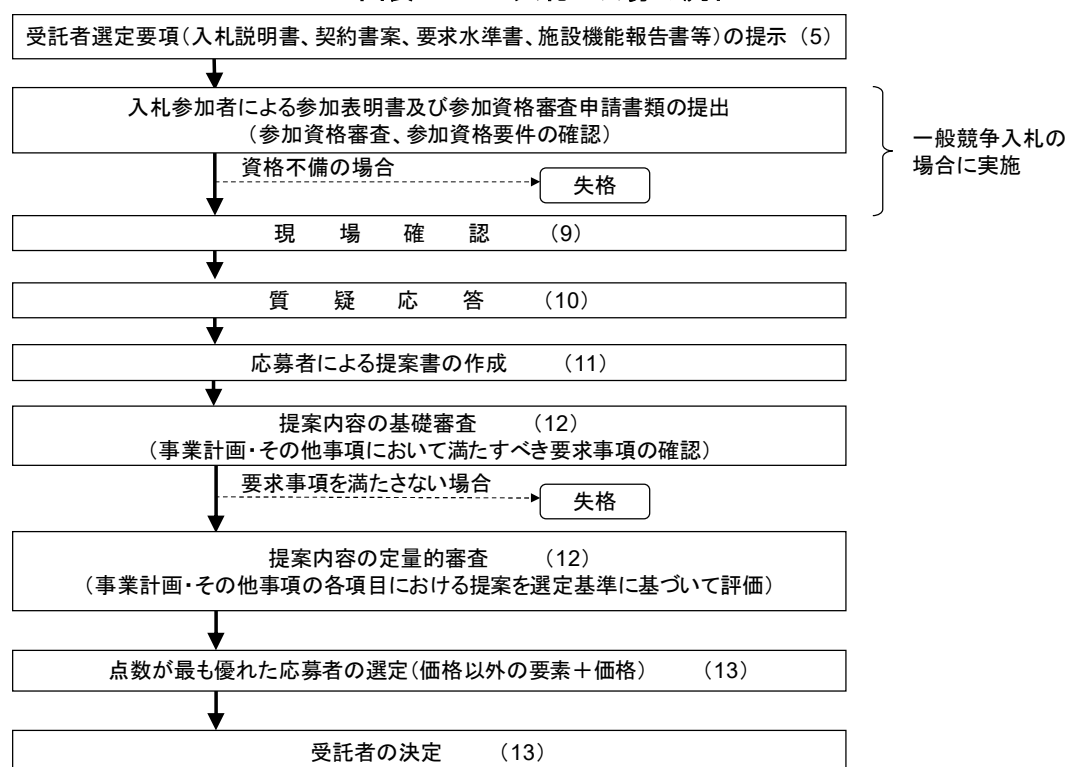 受託者選定要項(入札説明書、契約書案、要求水準書、施設機能報告書等)の提示 (5)
入札参加者による参加表明書及び参加資格審査申請書類の提出
(参加資格審査、参加資格要件の確認)
一般競争入札の
場合に実施
資格不備の場合
失格
現 場 確 認 (9)
質 疑 応 答 (10)
応募者による提案書の作成 (11)
提案内容の基礎審査 (12)
(事業計画・その他事項において満たすべき要求事項の確認)
要求事項を満たさない場合
失格
提案内容の定量的審査 (12)
(事業計画・その他事項の各項目における提案を選定基準に基づいて評価)
点数が最も優れた応募者の選定(価格以外の要素+価格) (13)
受託者の決定 (13)